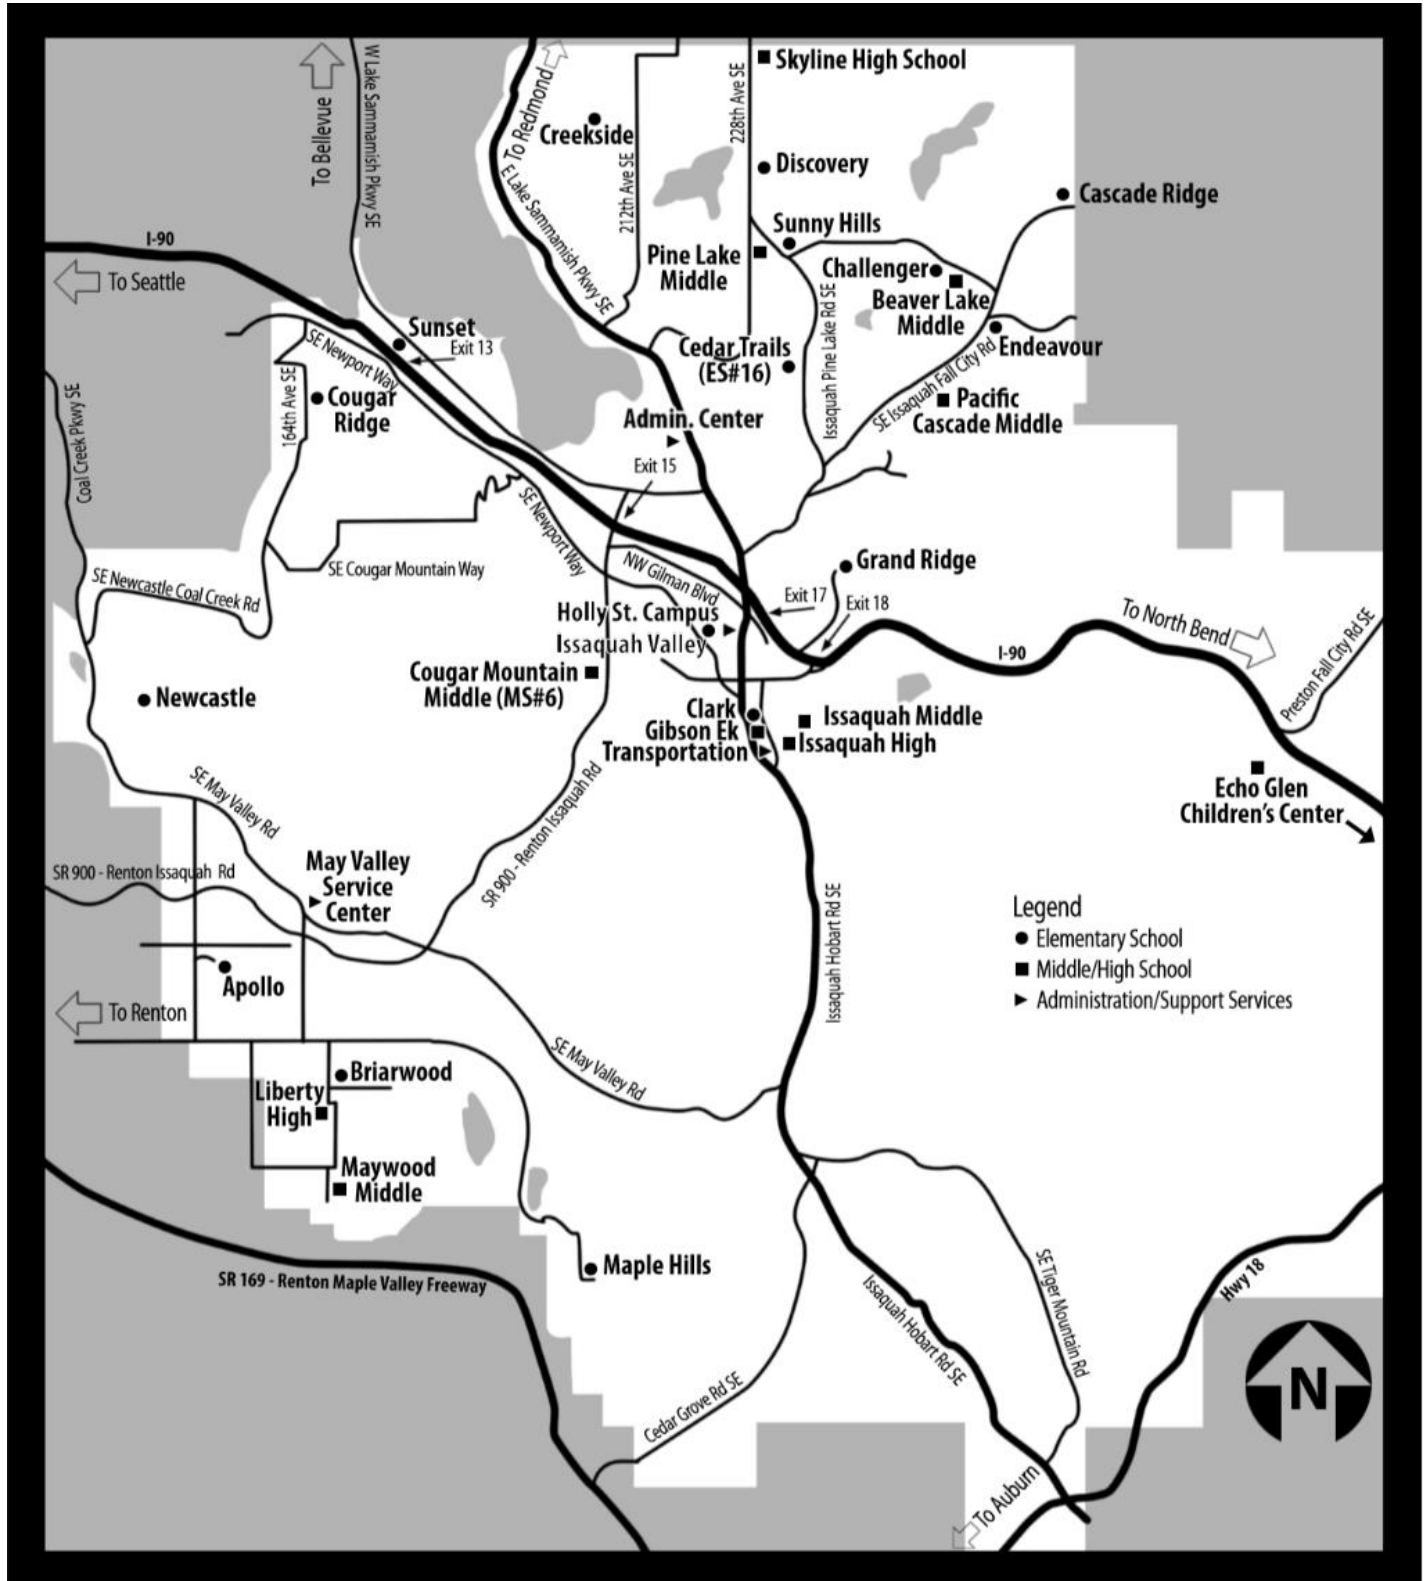 W Lake Sammamish Pkwy SE
To Bellevue
To Redmond
E Lake Sammamish Pkwy SE
Creekside
212th Ave SE
228th Ave SE
Skyline High School
Discovery
Cascade Ridge
Sunny Hills
Pine Lake
Middle
Challenger
Beaver Lake
Middle
Endeavour
Issaquah Pine Lake Rd SE
SE Issaquah Fall City Rd
Pacific
Cascade Middle
Cedar Trails
(ES#16)
I-90
To Seattle
Sunset
Exit 13
SE Newport Way
Cougar
Ridge
164th Ave SE
Coal Creek Pkwy SE
Admin. Center
Exit 15
SE Newport Way
SE Cougar Mountain Way
SE Newcastle Coal Creek Rd
NW Gilman Blvd
Grand Ridge
Exit 17
Exit 18
Holly St. Campus
Issaquah Valley
Cougar Mountain
Middle (MS#6)
I-90
To North Bend
Preston Fall City Rd SE
Newcastle
Clark
Gibson Ek
Transportation
Issaquah Middle
Issaquah High
Echo Glen
Children's Center
SE May Valley Rd
SR 900 - Renton Issaquah Rd
SR 900 - Renton Issaquah Rd
May Valley
Service
Center
Issaquah Hobart Rd SE
Legend
Elementary School
Middle/High School
Administration/Support Services
Apollo
To Renton
SE May Valley Rd
Briarwood
Liberty
High
Maywood
Middle
Maple Hills
SR 169 - Renton Maple Valley Freeway
Cedar Grove Rd SE
Issaquah Hobart Rd SE
SE Tiger Mountain Rd
Hwy 18
To Auburn
N